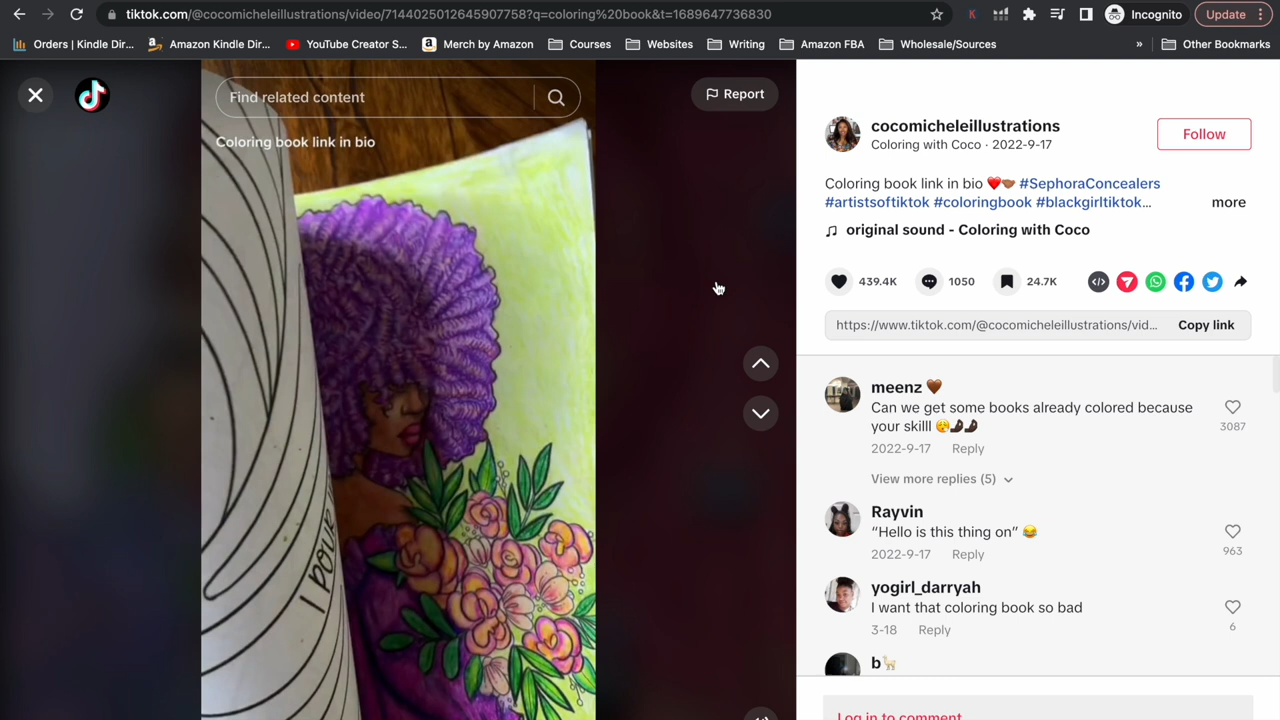 tiktok.com/@cocomicheleillustrations/video/7144025012645907758?q=coloring%20book&t=1689647736830
Incognito
Update
Orders | Kindle Dir...
Amazon Kindle Dir...
YouTube Creator S...
Merch by Amazon
Courses
Websites
Writing
Amazon FBA
Wholesale/Sources
»
Other Bookmarks
Find related content
Report
Coloring book link in bio
I POUR
cocomicheleillustrations
Coloring with Coco · 2022-9-17
Follow
Coloring book link in bio ❤️🤝🏾 #SephoraConcealers
#artistsoftiktok #coloringbook #blackgirltiktok...
more
original sound - Coloring with Coco
439.4K
1050
24.7K
https://www.tiktok.com/@cocomicheleillustrations/vid...
Copy link
meenz 🤎
Can we get some books already colored because
your skilll
3087
2022-9-17
Reply
View more replies (5)
Rayvin
“Hello is this thing on” 😂
963
2022-9-17
Reply
yogirl_darryah
I want that coloring book so bad
6
3-18
Reply
b🦙
Log in to comment